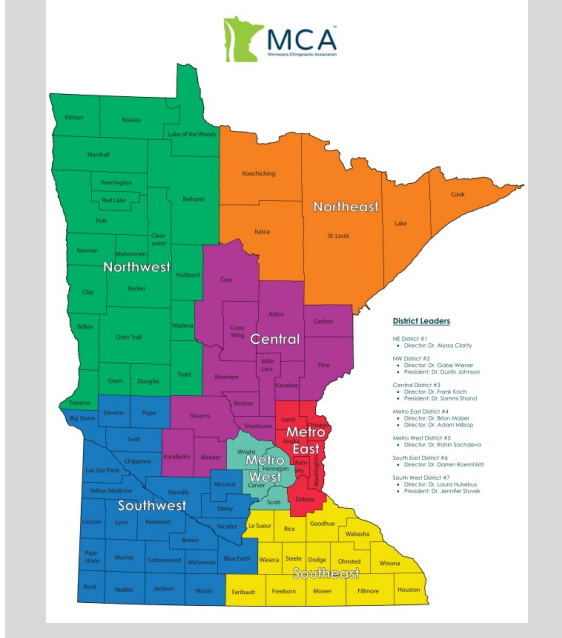 MCA
Minnesota Chiropractic Association
Kittson
Roseau
Lake of the Woods
Marshall
Koochiching
Pennington
Red Lake
Beltrami
Cook
Northeast
Polk
Itasca
St. Louis
Lake
Clear-
water
Norman
Mahnomen
Northwest
Hubbard
Cass
Clay
Becker
Aitkin
Carlton
Wilkin
Otter Trail
Wadena
Crow
Wing
Central
Mille
Lacs
Pine
Grant
Douglas
Todd
Morrison
Kanabec
Traverse
Benton
Big Stone
Stevens
Pope
Stearns
Isanti
Sherburne
Chisago
Metro
East
Anoka
Swift
Wright
Kandiyohi
Meeker
Metro
West
Hennepin
Chippewa
Washington
Lac Qui Parle
McLeod
Carver
Yellow Medicine
Renville
Scott
Dakota
Southwest
Sibley
Lincoln
Lyon
Redwood
Nicollet
Le Sueur
Rice
Goodhue
Wabasha
Brown
Pipe-
stone
Murray
Cottonwood
Watonwan
Blue Earth
Waseca
Steele
Dodge
Olmsted
Winona
Southeast
Rock
Nobles
Jackson
Martin
Faribault
Freeborn
Mower
Fillmore
Houston
District Leaders
NE District #1
• Director: Dr. Alyssa Clarity
NW District #2
• Director: Dr. Gabe Wiener
• President: Dr. Dustin Johnson
Central District #3
• Director: Dr. Frank Koch
• President: Dr. Sammi Shand
Metro East District #4
• Director: Dr. Brian Malzer
• Director: Dr. Adam Milsop
Metro West District #5
• Director: Dr. Rohin Sachdeva
South East District #6
• Director: Dr. Darren Roemhildt
South West District #7
• Director: Dr. Laura Hulsebus
• President: Dr. Jennifer Stuvek